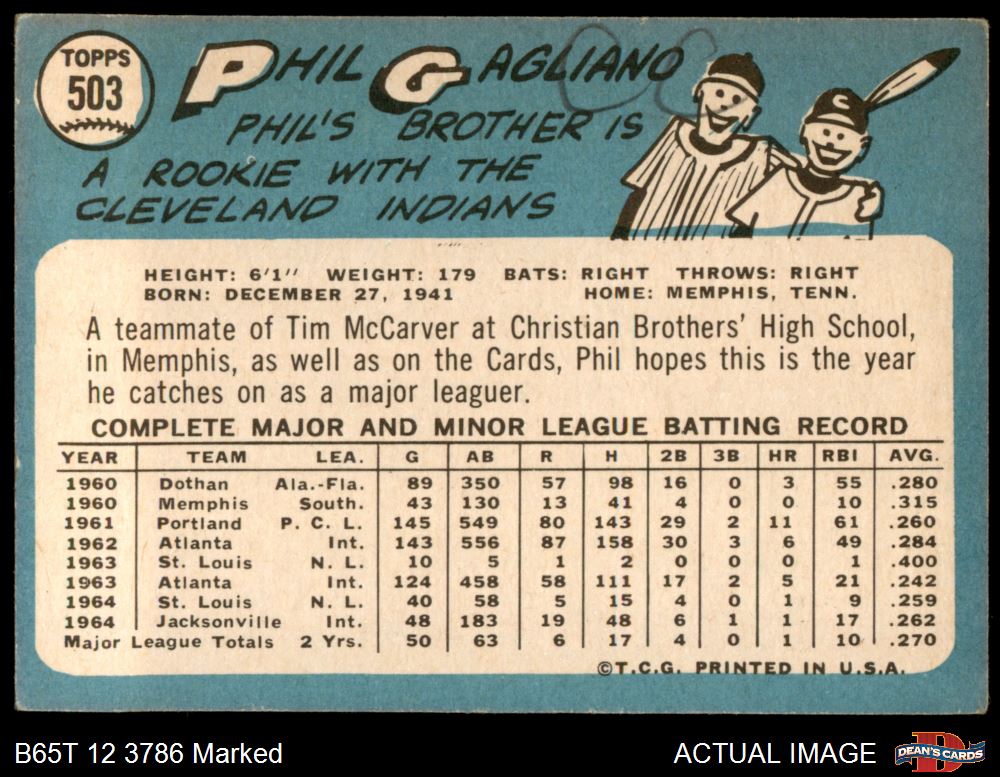 TOPPS
503
PHIL GAGLIANO
PHIL'S BROTHER IS
A ROOKIE WITH THE
CLEVELAND INDIANS
C
HEIGHT: 6'1" WEIGHT: 179 BATS: RIGHT THROWS: RIGHT
BORN: DECEMBER 27, 1941 HOME: MEMPHIS, TENN.
A teammate of Tim McCarver at Christian Brothers' High School,
in Memphis, as well as on the Cards, Phil hopes this is the year
he catches on as a major leaguer.
COMPLETE MAJOR AND MINOR LEAGUE BATTING RECORD
YEAR TEAM LEA. G AB R H 2B 3B HR RBI AVG.
1960 Dothan Ala.-Fla. 89 350 57 98 16 0 3 55 .280
1960 Memphis South. 43 130 13 41 4 0 0 10 .315
1961 Portland P. C. L. 145 549 80 143 29 2 11 61 .260
1962 Atlanta Int. 143 556 87 158 30 3 6 49 .284
1963 St. Louis N. L. 10 5 1 2 0 0 0 1 .400
1963 Atlanta Int. 124 458 58 111 17 2 5 21 .242
1964 St. Louis N. L. 40 58 5 15 4 0 1 9 .259
1964 Jacksonville Int. 48 183 19 48 6 1 1 17 .262
Major League Totals 2 Yrs. 50 63 6 17 4 0 1 10 .270
©T.C.G. PRINTED IN U.S.A.
B65T 12 3786 Marked
ACTUAL IMAGE
DEAN'S CARDS